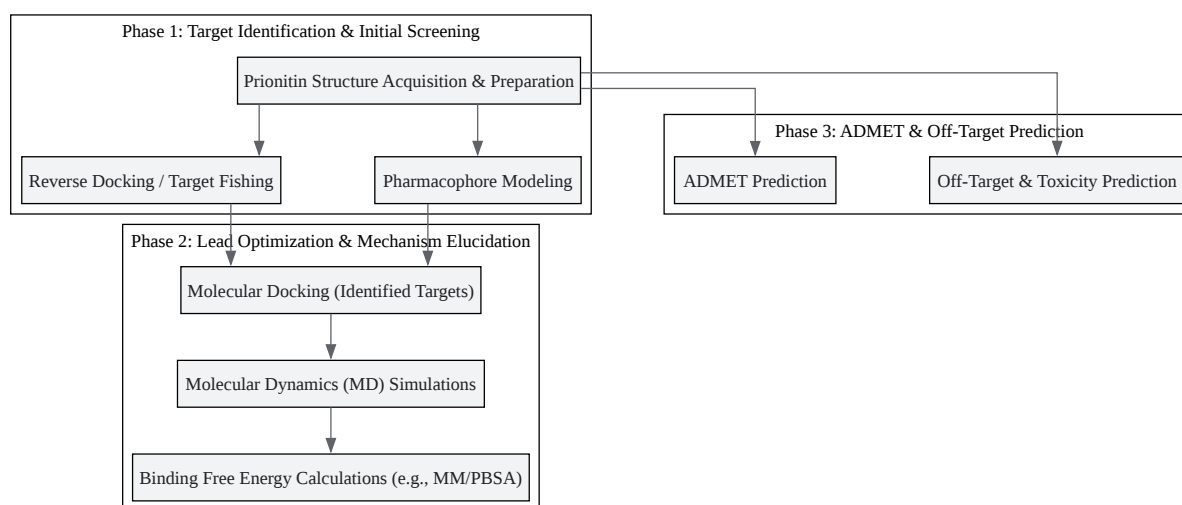 Phase 1: Target Identification & Initial Screening
Prionitin Structure Acquisition & Preparation
Reverse Docking / Target Fishing
Pharmacophore Modeling
Phase 3: ADMET & Off-Target Prediction
ADMET Prediction
Off-Target & Toxicity Prediction
Phase 2: Lead Optimization & Mechanism Elucidation
Molecular Docking (Identified Targets)
Molecular Dynamics (MD) Simulations
Binding Free Energy Calculations (e.g., MM/PBSA)